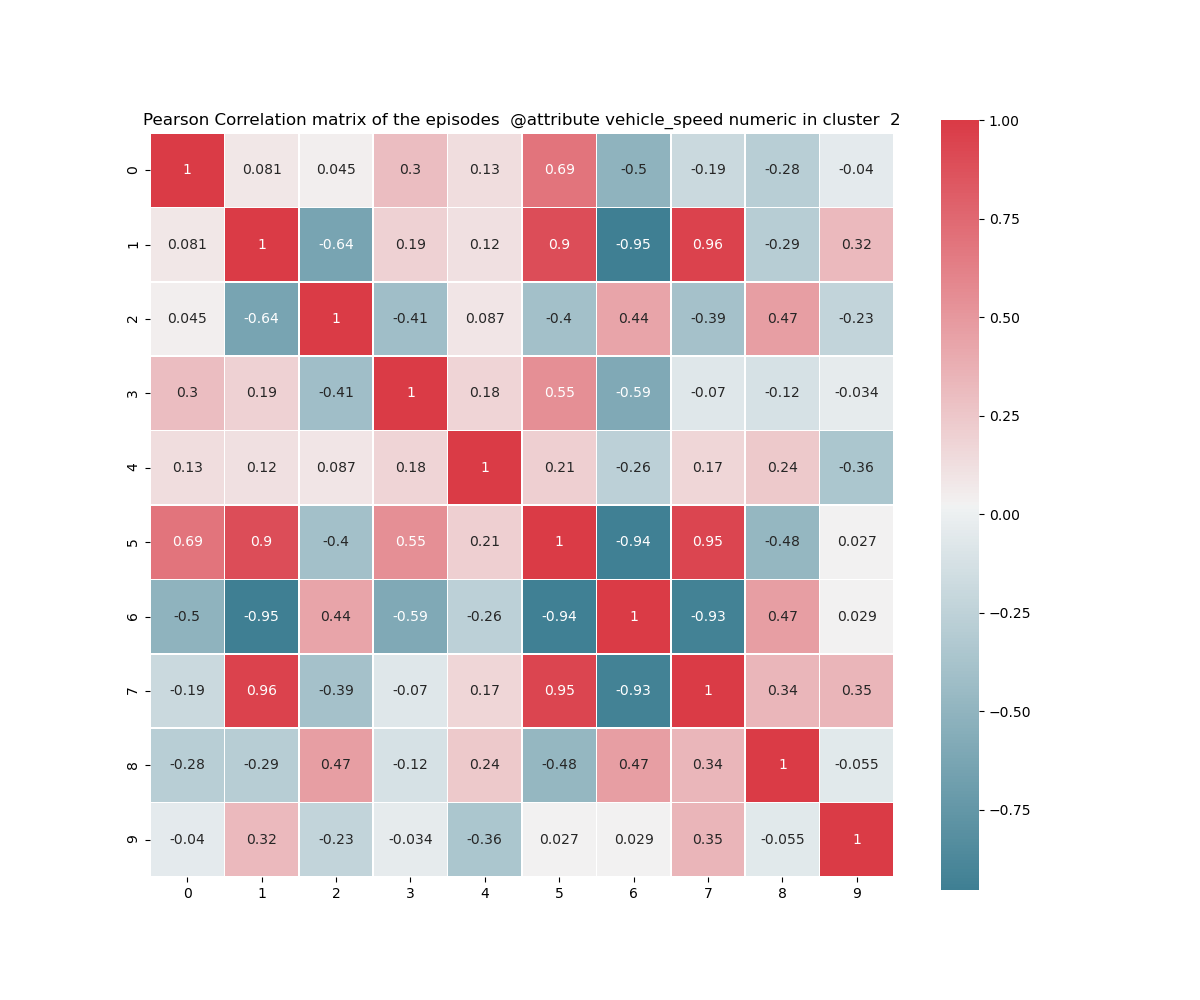 Pearson Correlation matrix of the episodes  @attribute vehicle_speed numeric in cluster  2
0 1 0.081 0.045 0.3 0.13 0.69 -0.5 -0.19 -0.28 -0.04
1 0.081 1 -0.64 0.19 0.12 0.9 -0.95 0.96 -0.29 0.32
2 0.045 -0.64 1 -0.41 0.087 -0.4 0.44 -0.39 0.47 -0.23
3 0.3 0.19 -0.41 1 0.18 0.55 -0.59 -0.07 -0.12 -0.034
4 0.13 0.12 0.087 0.18 1 0.21 -0.26 0.17 0.24 -0.36
5 0.69 0.9 -0.4 0.55 0.21 1 -0.94 0.95 -0.48 0.027
6 -0.5 -0.95 0.44 -0.59 -0.26 -0.94 1 -0.93 0.47 0.029
7 -0.19 0.96 -0.39 -0.07 0.17 0.95 -0.93 1 0.34 0.35
8 -0.28 -0.29 0.47 -0.12 0.24 -0.48 0.47 0.34 1 -0.055
9 -0.04 0.32 -0.23 -0.034 -0.36 0.027 0.029 0.35 -0.055 1
0 1 2 3 4 5 6 7 8 9
1.00
0.75
0.50
0.25
0.00
−0.25
−0.50
−0.75